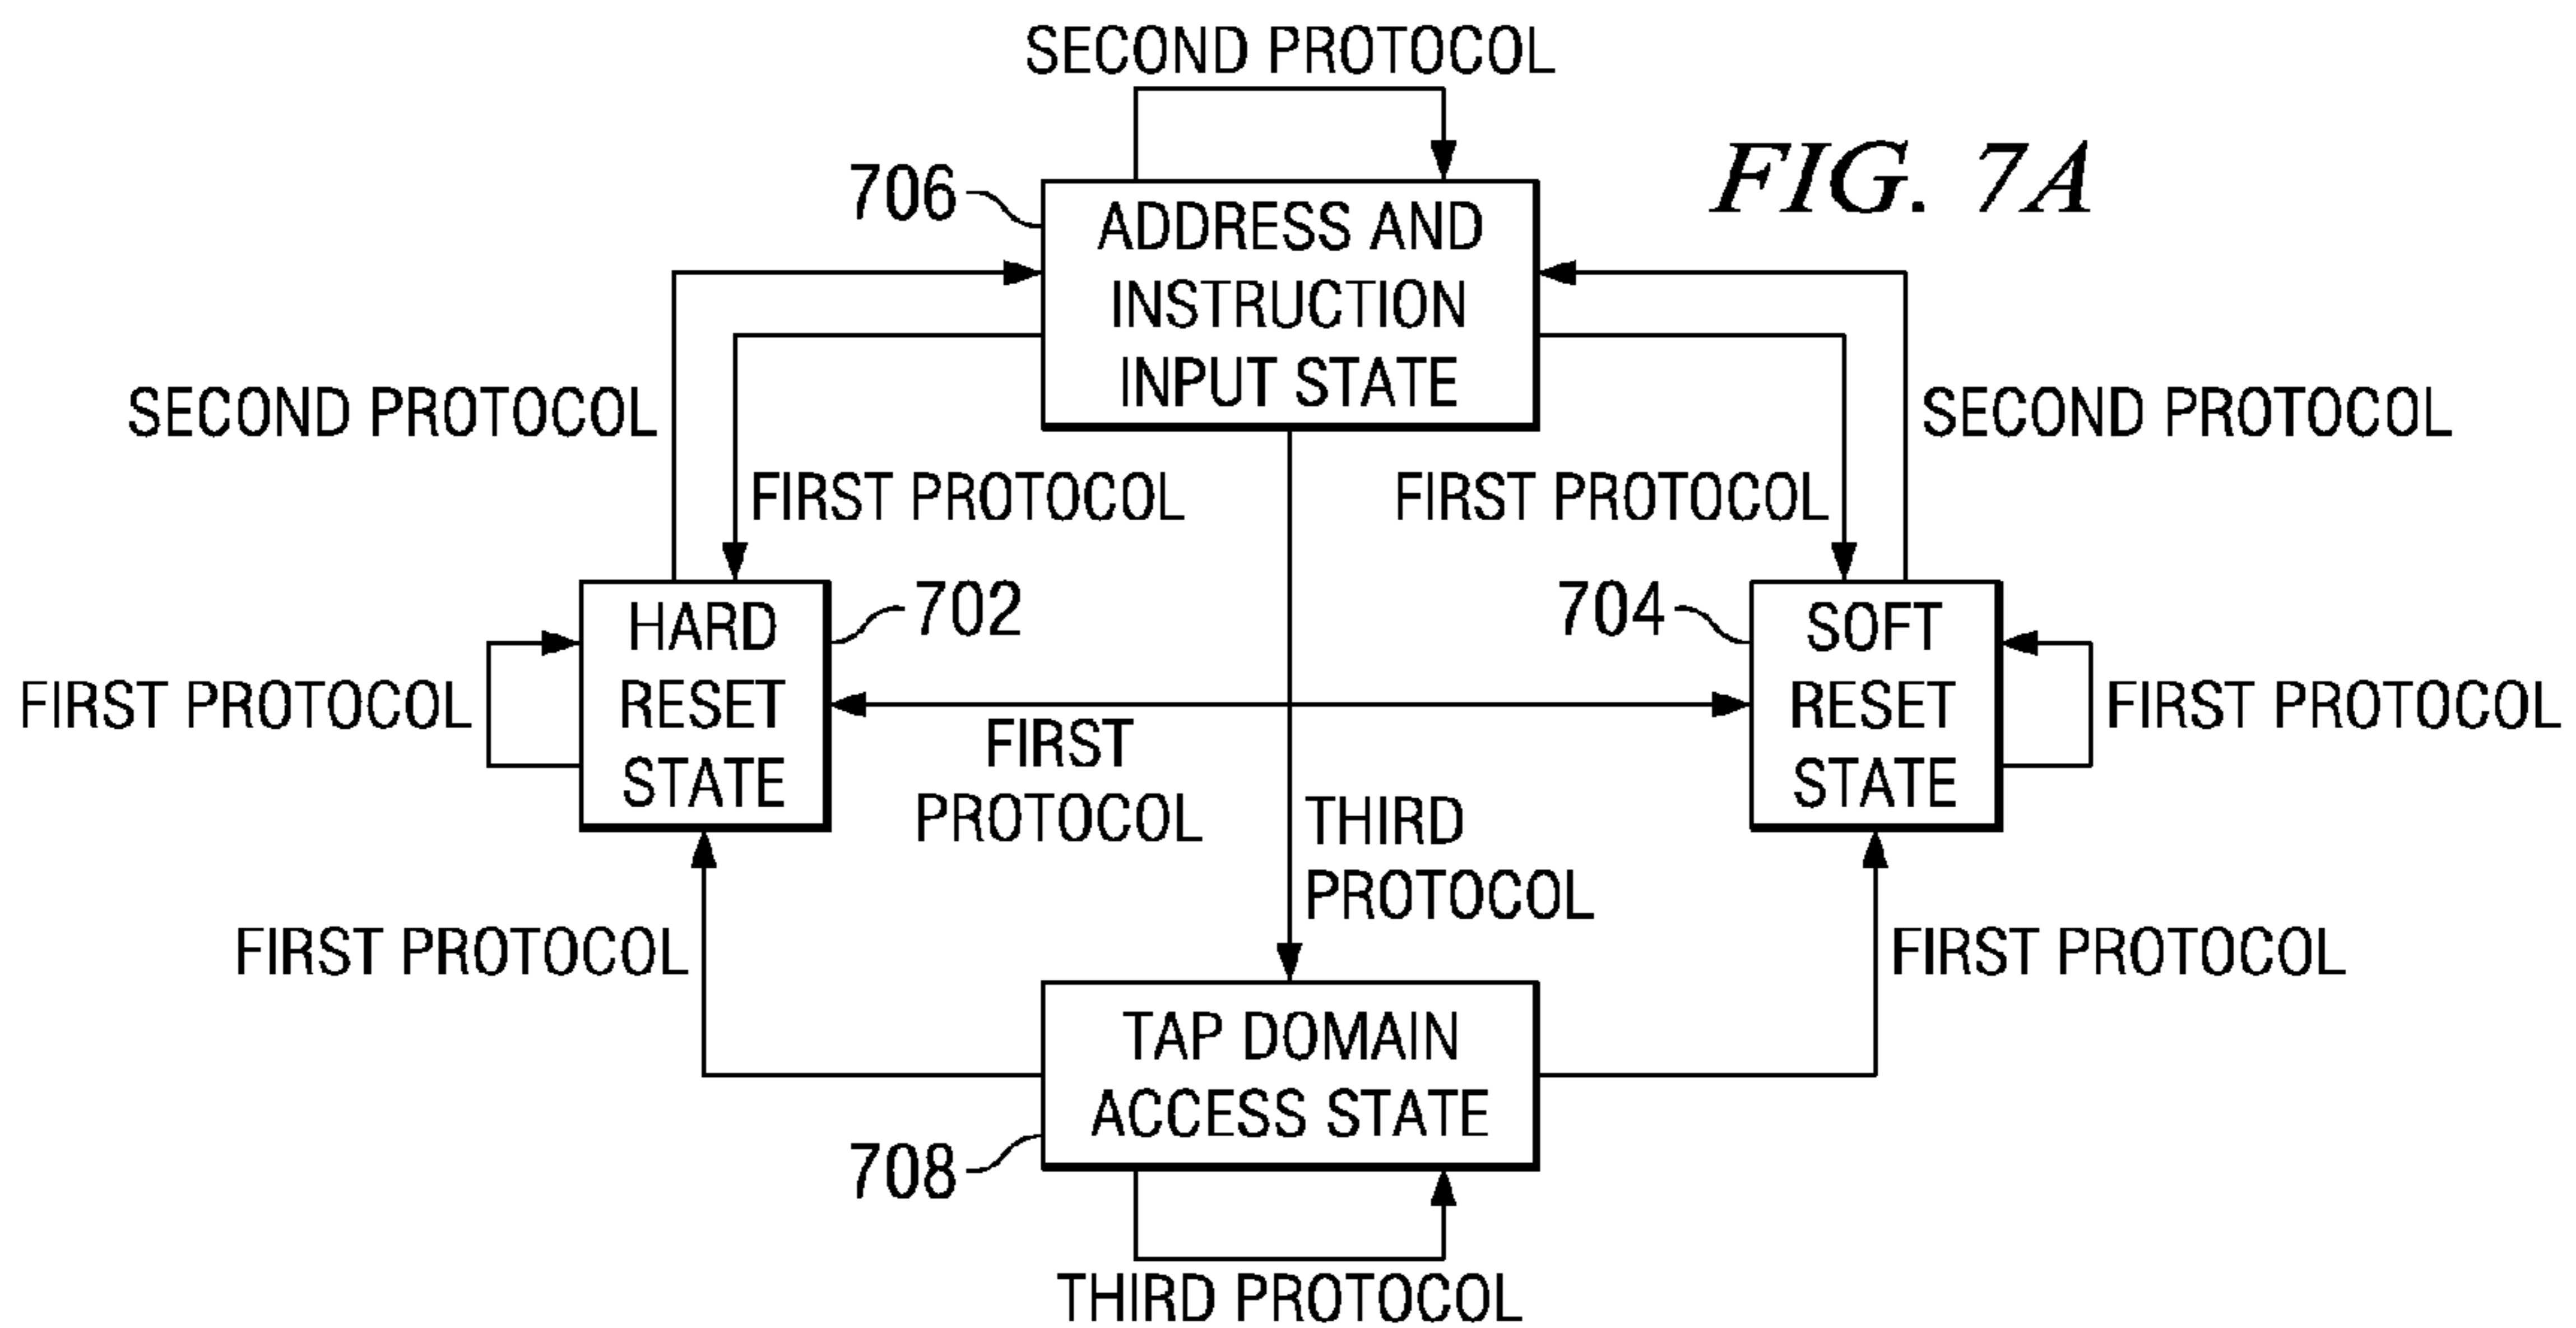 SECOND PROTOCOL
FIG. 7A
706
ADDRESS AND
INSTRUCTION
INPUT STATE
SECOND PROTOCOL
SECOND PROTOCOL
FIRST PROTOCOL
FIRST PROTOCOL
702
704
HARD
RESET
STATE
SOFT
RESET
STATE
FIRST PROTOCOL
FIRST PROTOCOL
FIRST
PROTOCOL
THIRD
PROTOCOL
FIRST PROTOCOL
FIRST PROTOCOL
TAP DOMAIN
ACCESS STATE
708
THIRD PROTOCOL